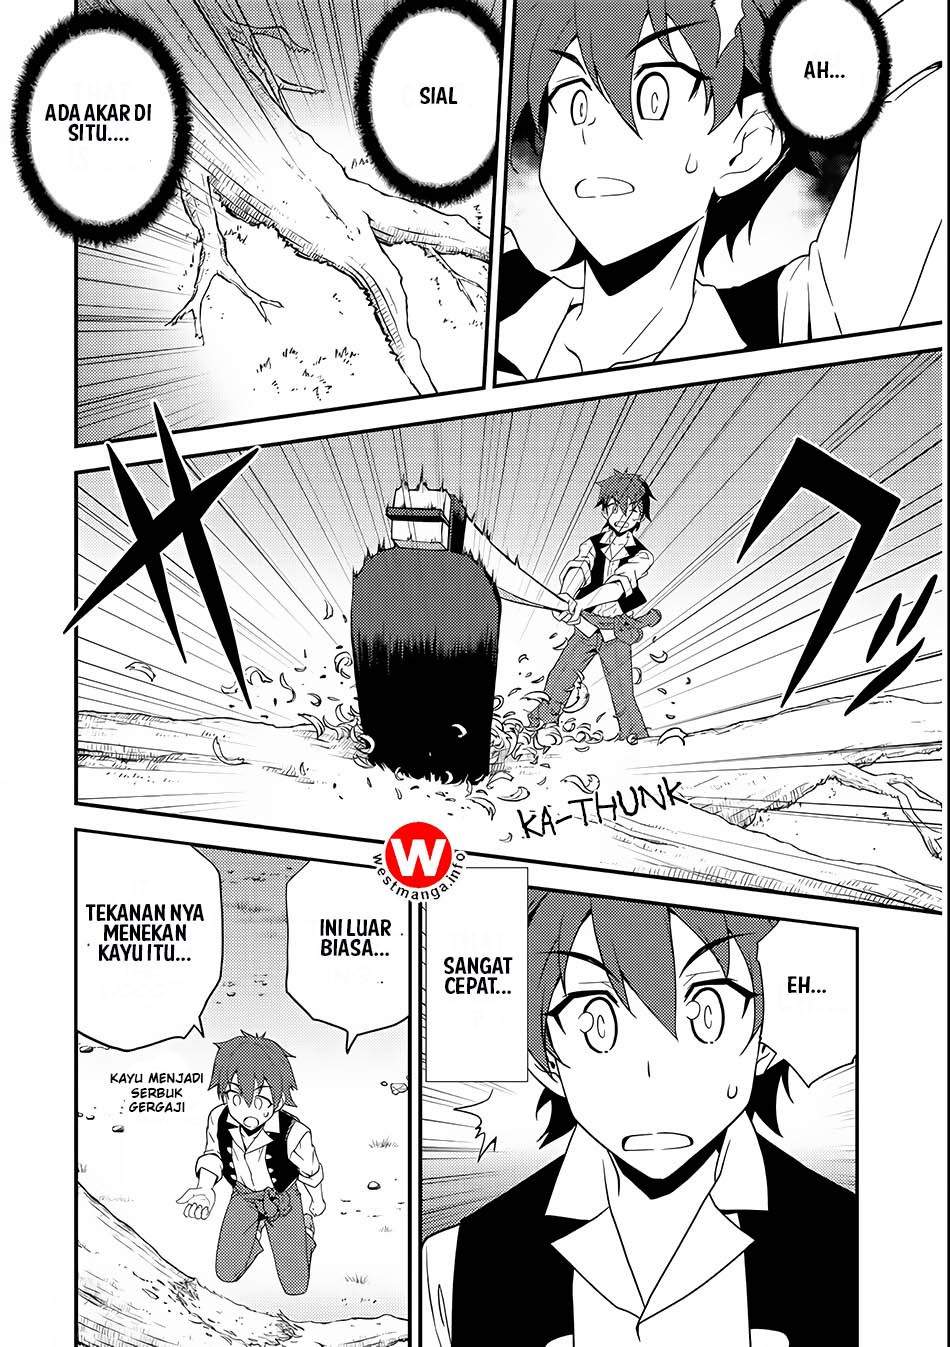 AH...
SIAL
ADA AKAR DI
SITU....
KA-THUNK
EH...
SANGAT
CEPAT...
INI LUAR
BIASA...
TEKANAN NYA
MENEKAN
KAYU ITU...
KAYU MENJADI
SERBUK
GERGAJI
W
westmanga.info